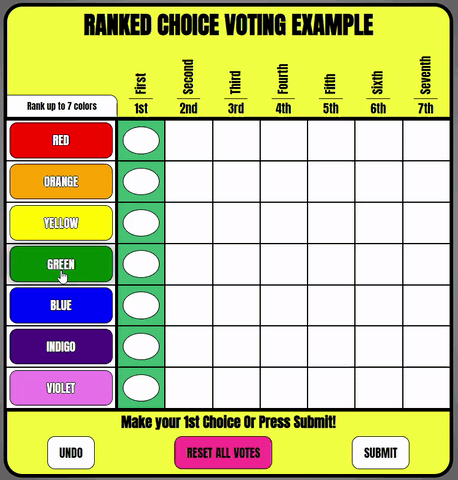 RANKED CHOICE VOTING EXAMPLE
First Second Third Fourth Fifth Sixth Seventh
Rank up to 7 colors 1st 2nd 3rd 4th 5th 6th 7th
RED
ORANGE
YELLOW
GREEN
BLUE
INDIGO
VIOLET
Make your 1st Choice Or Press Submit!
UNDO RESET ALL VOTES SUBMIT